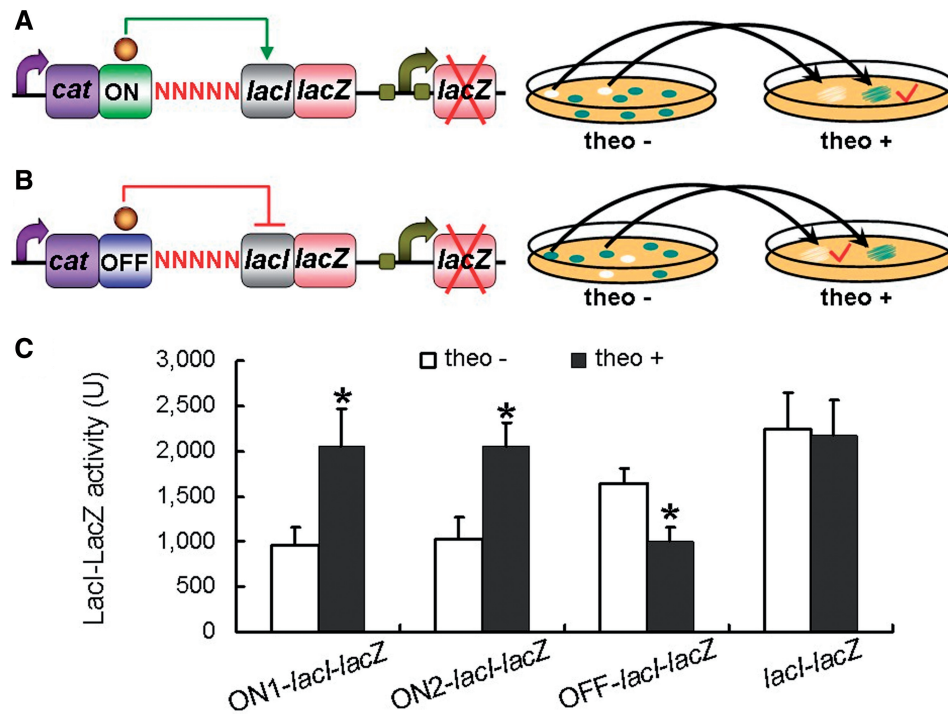 A
cat ON NNNNN lacI lacZ lacZ
theo - theo +
B
cat OFF NNNNN lacI lacZ lacZ
theo - theo +
C
theo - theo +
LacI-LacZ activity (U)
3,000
2,500
2,000
1,500
1,000
500
0
* * *
ON1-lacI-lacZ ON2-lacI-lacZ OFF-lacI-lacZ lacI-lacZ